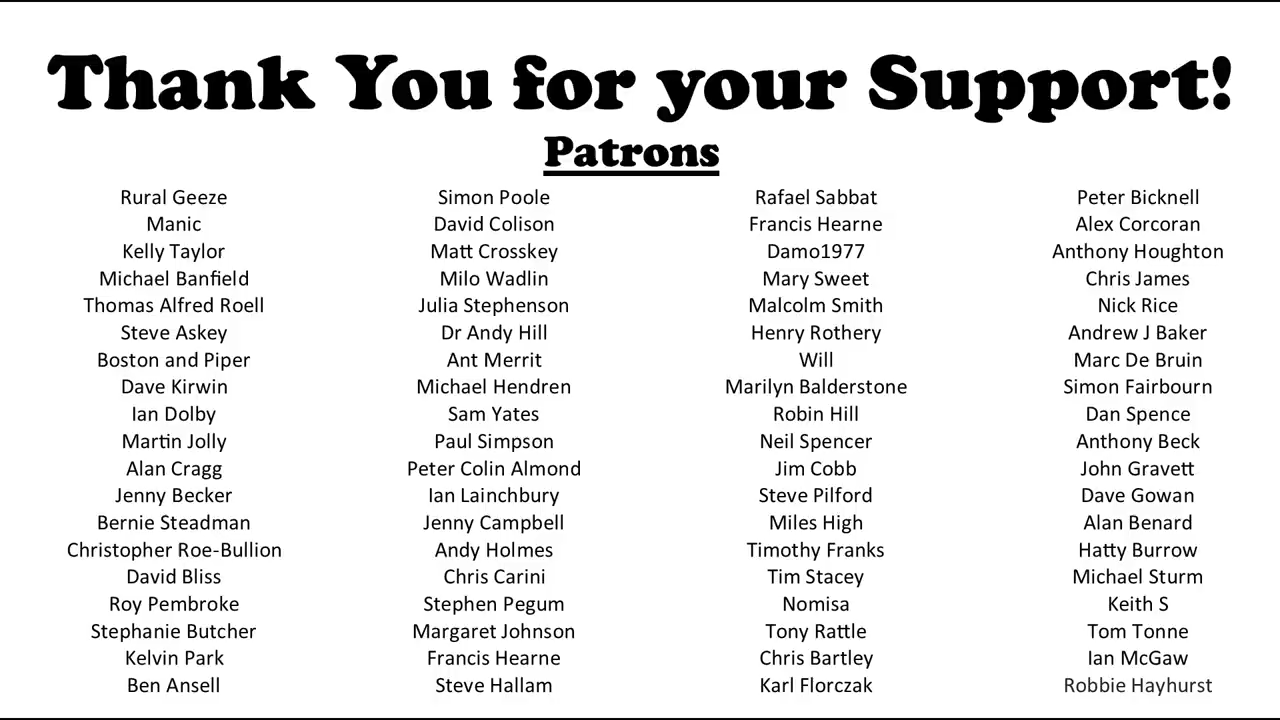 Thank You for your Support!
Patrons
Rural Geeze
Manic
Kelly Taylor
Michael Banfield
Thomas Alfred Roell
Steve Askey
Boston and Piper
Dave Kirwin
Ian Dolby
Martin Jolly
Alan Cragg
Jenny Becker
Bernie Steadman
Christopher Roe-Bullion
David Bliss
Roy Pembroke
Stephanie Butcher
Kelvin Park
Ben Ansell
Simon Poole
David Colison
Matt Crosskey
Milo Wadlin
Julia Stephenson
Dr Andy Hill
Ant Merrit
Michael Hendren
Sam Yates
Paul Simpson
Peter Colin Almond
Ian Lainchbury
Jenny Campbell
Andy Holmes
Chris Carini
Stephen Pegum
Margaret Johnson
Francis Hearne
Steve Hallam
Rafael Sabbat
Francis Hearne
Damo1977
Mary Sweet
Malcolm Smith
Henry Rothery
Will
Marilyn Balderstone
Robin Hill
Neil Spencer
Jim Cobb
Steve Pilford
Miles High
Timothy Franks
Tim Stacey
Nomisa
Tony Rattle
Chris Bartley
Karl Florczak
Peter Bicknell
Alex Corcoran
Anthony Houghton
Chris James
Nick Rice
Andrew J Baker
Marc De Bruin
Simon Fairbourn
Dan Spence
Anthony Beck
John Gravett
Dave Gowan
Alan Benard
Hatty Burrow
Michael Sturm
Keith S
Tom Tonne
Ian McGaw
Robbie Hayhurst